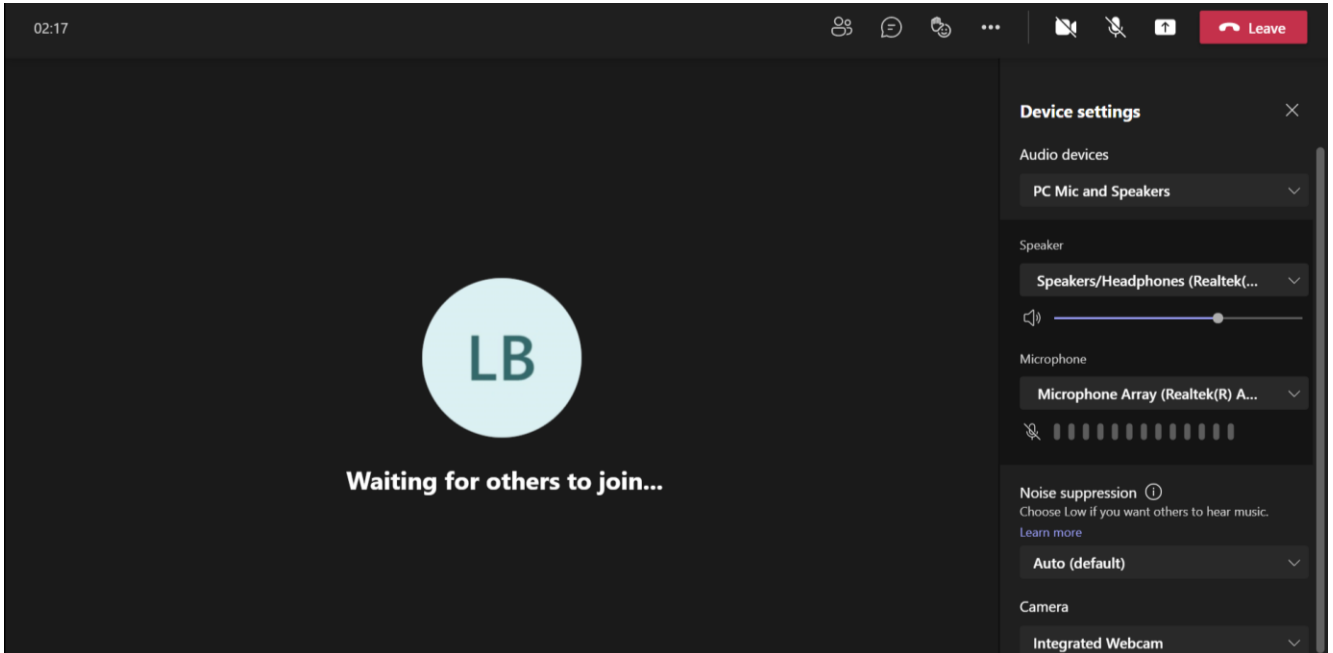 02:17
Leave
Device settings
Audio devices
PC Mic and Speakers
Speaker
Speakers/Headphones (Realtek(...
Microphone
Microphone Array (Realtek(R) A...
LB
Waiting for others to join...
Noise suppression
Choose Low if you want others to hear music.
Learn more
Auto (default)
Camera
Integrated Webcam